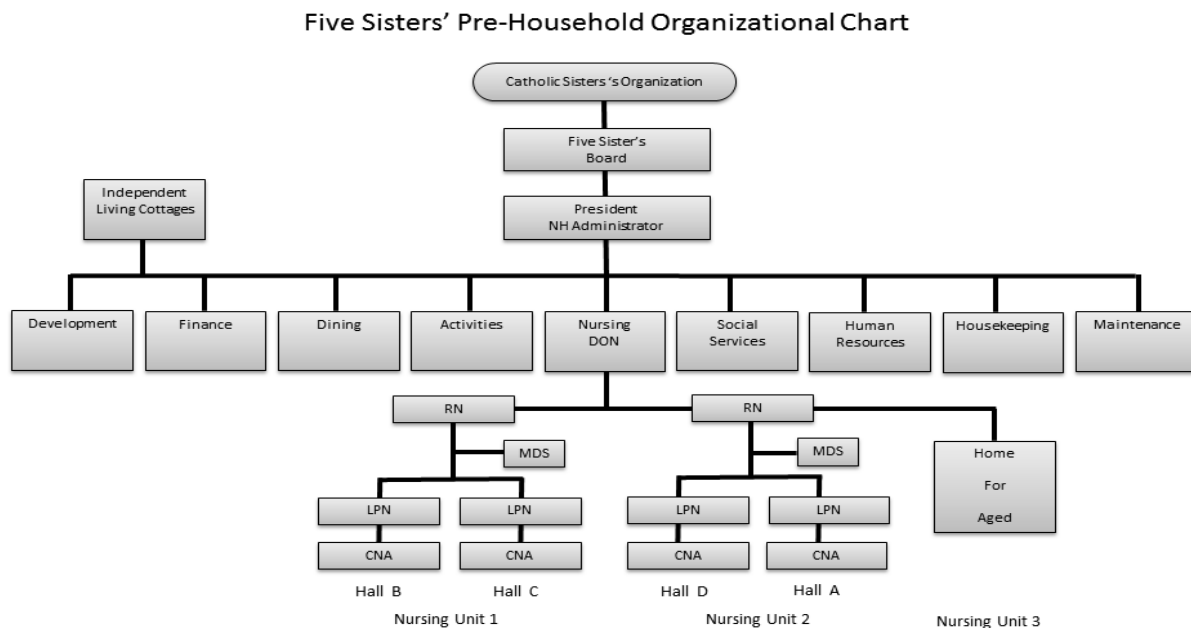 Five Sisters' Pre-Household Organizational Chart
Catholic Sisters 's Organization
Five Sister's
Board
Independent
Living Cottages
President
NH Administrator
Development
Finance
Dining
Activities
Nursing
DON
Social
Services
Human
Resources
Housekeeping
Maintenance
RN
RN
MDS
MDS
Home
For
Aged
LPN
LPN
LPN
LPN
CNA
CNA
CNA
CNA
Hall B
Hall C
Hall D
Hall A
Nursing Unit 1
Nursing Unit 2
Nursing Unit 3